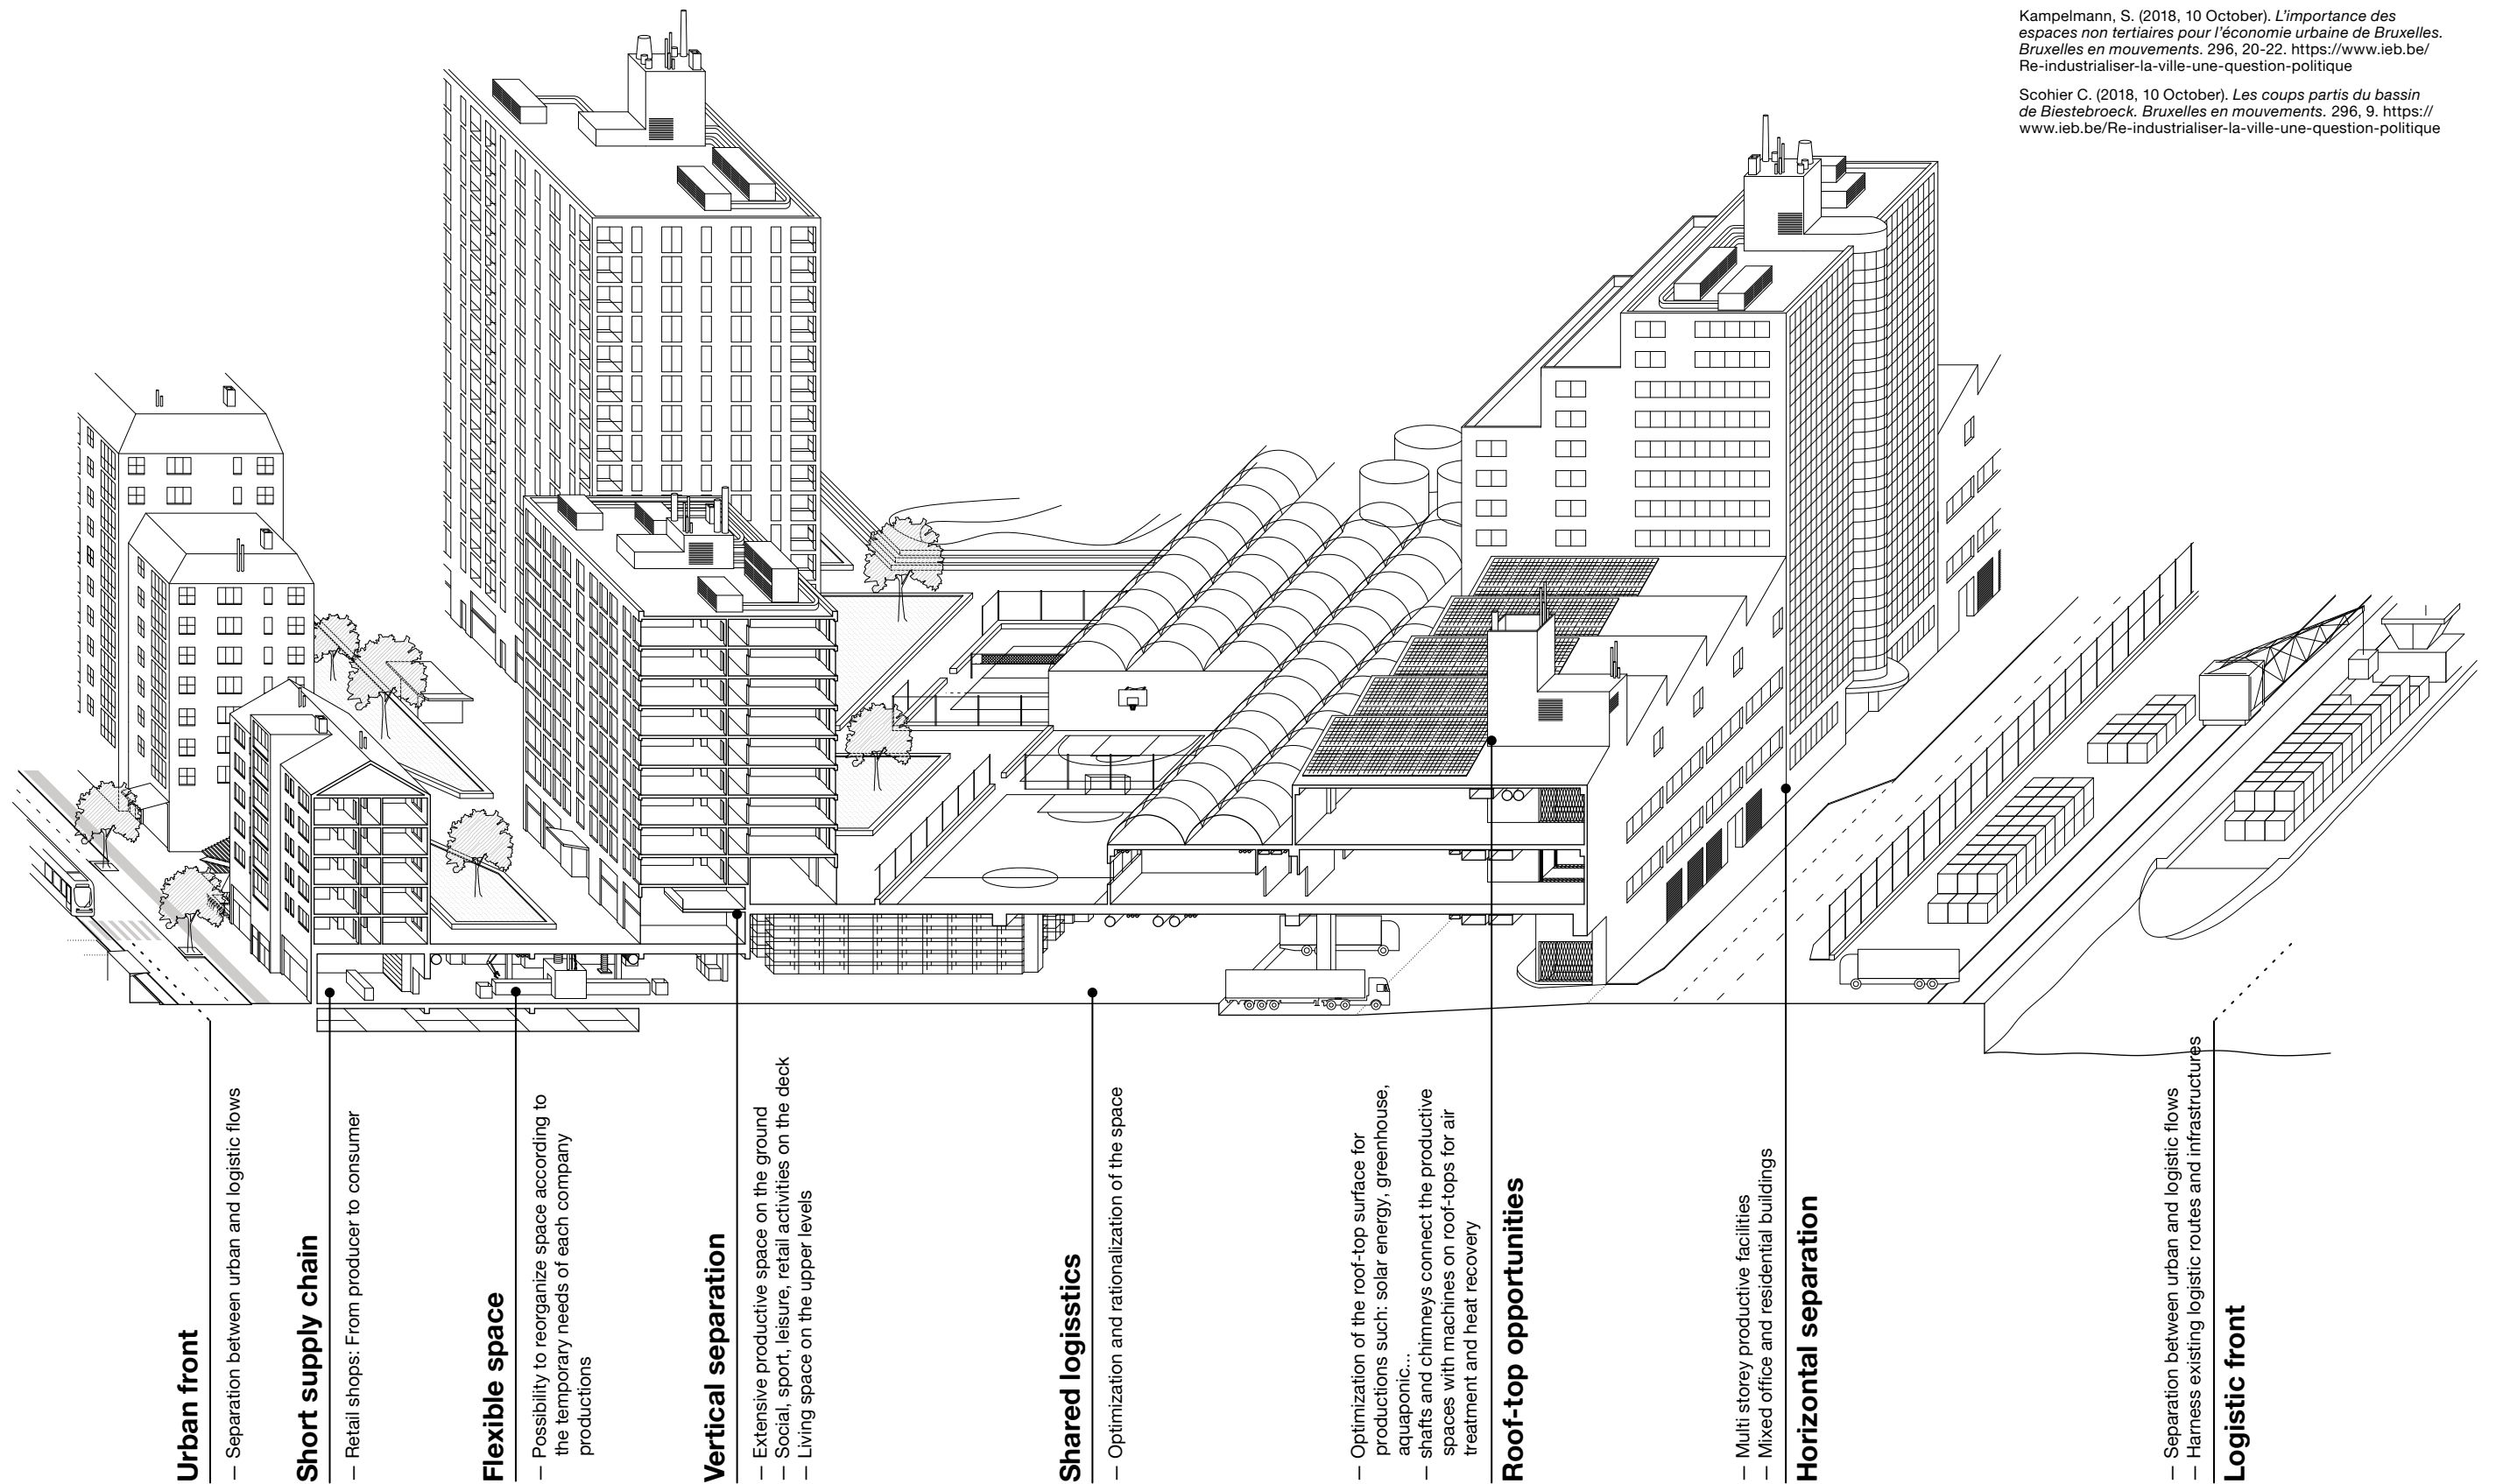 Kampelmann, S. (2018, 10 October). L’importance des
espaces non tertiaires pour l’économie urbaine de Bruxelles.
Bruxelles en mouvements. 296, 20-22. https://www.ieb.be/
Re-industrialiser-la-ville-une-question-politique
Scohier C. (2018, 10 October). Les coups partis du bassin
de Biestebroeck. Bruxelles en mouvements. 296, 9. https://
www.ieb.be/Re-industrialiser-la-ville-une-question-politique
Urban front
— Separation between urban and logistic flows
Short supply chain
— Retail shops: From producer to consumer
Flexible space
— Possibility to reorganize space according to
the temporary needs of each company
productions
Vertical separation
— Extensive productive space on the ground
— Social, sport, leisure, retail activities on the deck
— Living space on the upper levels
Shared logisstics
— Optimization and rationalization of the space
— Optimization of the roof-top surface for
productions such: solar energy, greenhouse,
aquaponic...
— shafts and chimneys connect the productive
spaces with machines on roof-tops for air
treatment and heat recovery
Roof-top opportunities
— Multi storey productive facilities
— Mixed office and residential buildings
Horizontal separation
— Separation between urban and logistic flows
— Harness existing logistic routes and infrastructures
Logistic front